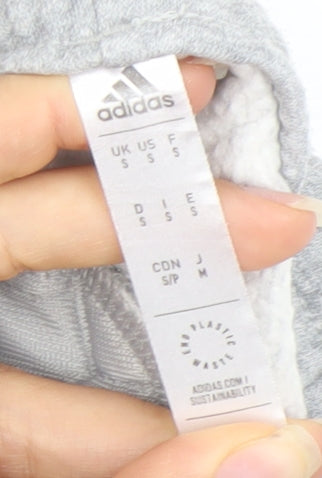 adidas
UK US F
S S S
D I E
S S S
CDN J
S/P M
END PLASTIC WASTE
ADIDAS.COM /
SUSTAINABILITY